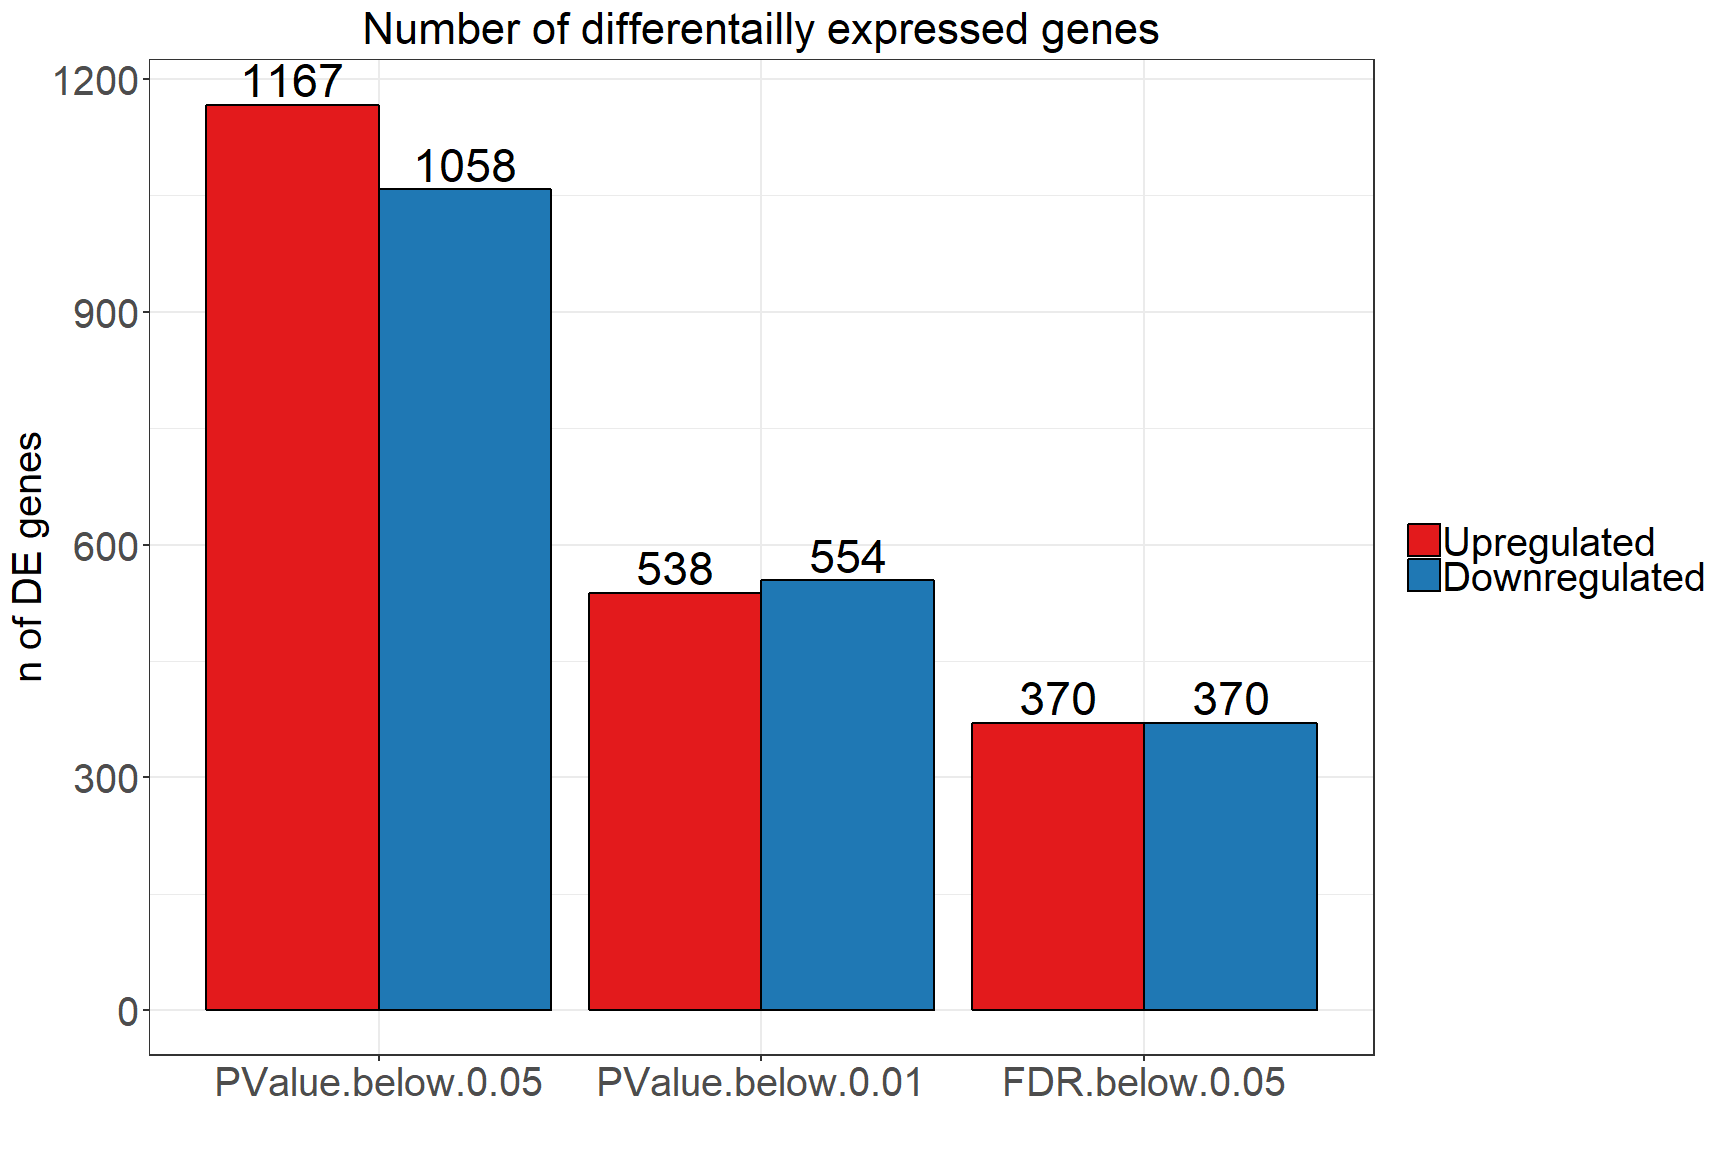 Number of differentailly expressed genes
n of DE genes
1200
900
600
300
0
1167
1058
538
554
370
370
PValue.below.0.05
PValue.below.0.01
FDR.below.0.05
Upregulated
Downregulated